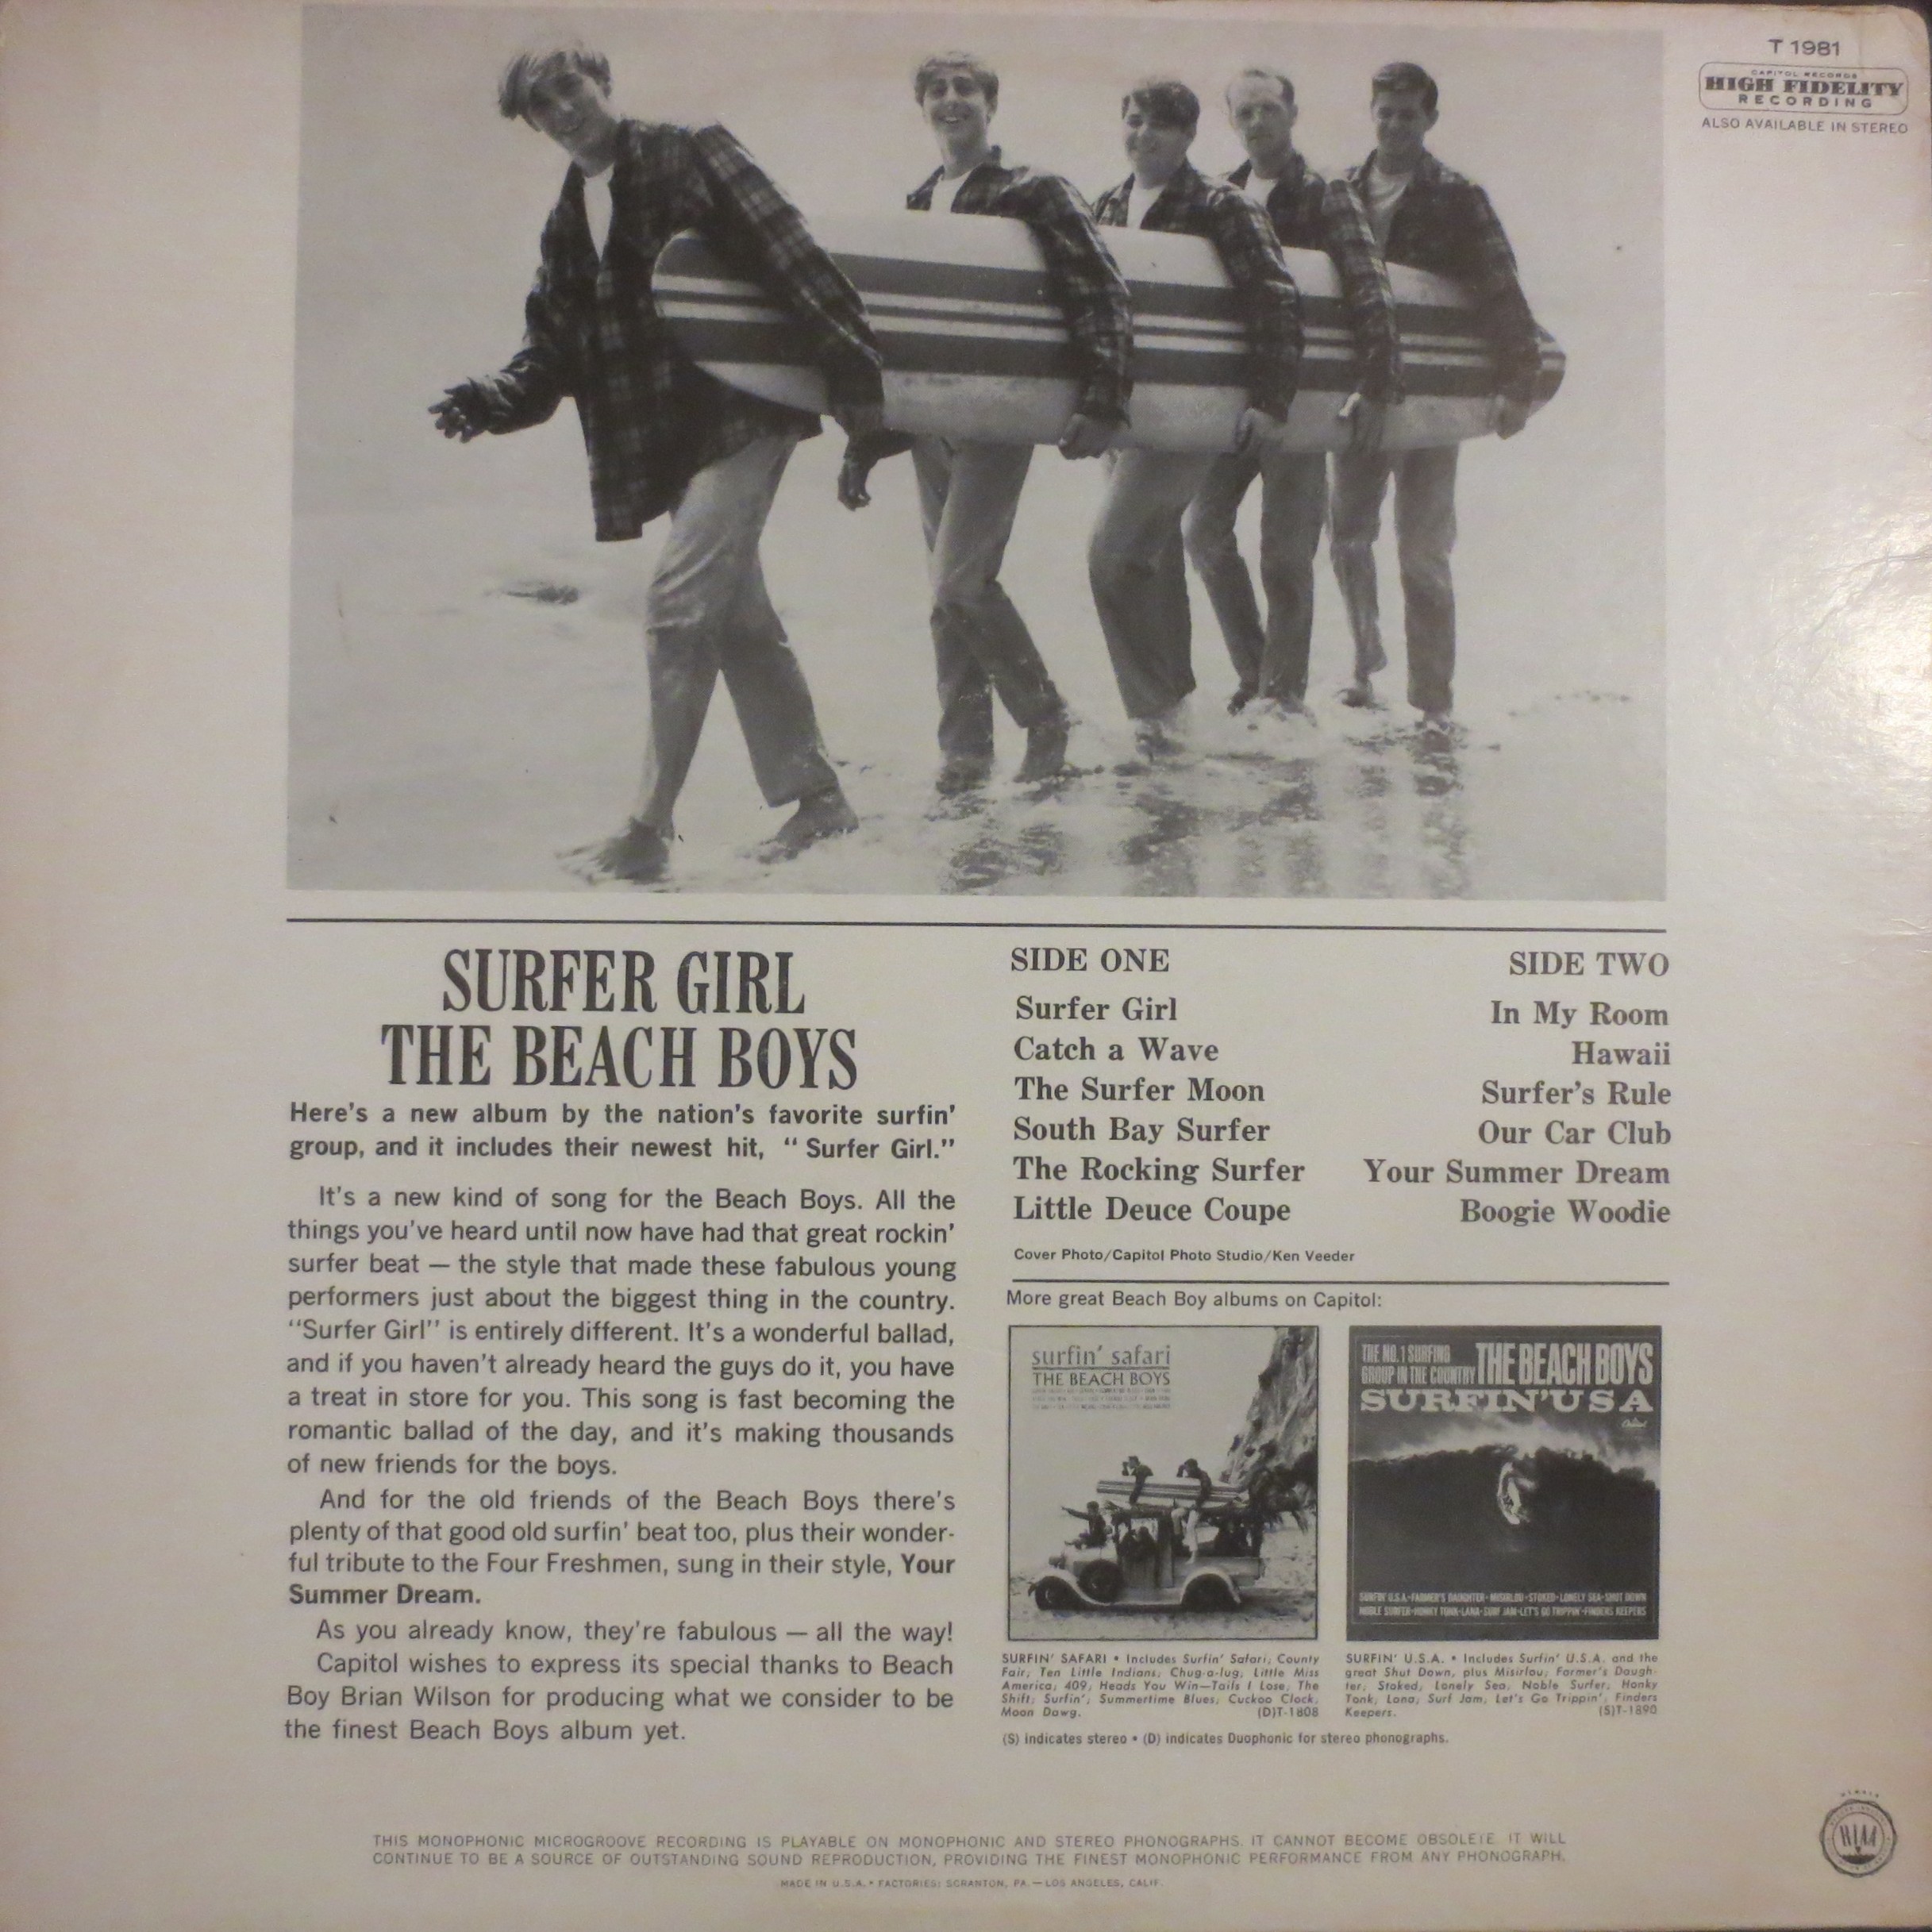 T 1981
CAPITOL RECORDS
HIGH FIDELITY
RECORDING
ALSO AVAILABLE IN STEREO
SURFER GIRL
THE BEACH BOYS
Here's a new album by the nation's favorite surfin'
group, and it includes their newest hit, "Surfer Girl."
It's a new kind of song for the Beach Boys. All the
things you've heard until now have had that great rockin'
surfer beat — the style that made these fabulous young
performers just about the biggest thing in the country.
"Surfer Girl" is entirely different. It's a wonderful ballad,
and if you haven't already heard the guys do it, you have
a treat in store for you. This song is fast becoming the
romantic ballad of the day, and it's making thousands
of new friends for the boys.
And for the old friends of the Beach Boys there's
plenty of that good old surfin' beat too, plus their wonder-
ful tribute to the Four Freshmen, sung in their style, Your
Summer Dream.
As you already know, they're fabulous — all the way!
Capitol wishes to express its special thanks to Beach
Boy Brian Wilson for producing what we consider to be
the finest Beach Boys album yet.
SIDE ONE
Surfer Girl
Catch a Wave
The Surfer Moon
South Bay Surfer
The Rocking Surfer
Little Deuce Coupe
SIDE TWO
In My Room
Hawaii
Surfer's Rule
Our Car Club
Your Summer Dream
Boogie Woodie
Cover Photo/Capitol Photo Studio/Ken Veeder
More great Beach Boy albums on Capitol:
surfin' safari
THE BEACH BOYS
THE NO. 1 SURFING
GROUP IN THE COUNTRY
THE BEACH BOYS
SURFIN' USA
Capitol
SURFIN' U.S.A.•FARMER'S DAUGHTER•MISIRLOU•STOKED•LONELY SEA•SHUT DOWN
NOBLE SURFER•HONKY TONK•LANA•SURF JAM•LET'S GO TRIPPIN'•FINDERS KEEPERS
SURFIN' SAFARI • Includes Surfin' Safari, County
Fair, Ten Little Indians, Chug-a-lug, Little Miss
America, 409, Heads You Win—Tails I Lose, The
Shift, Surfin', Summertime Blues, Cuckoo Clock,
Moon Dawg. (D)T-1808
SURFIN' U.S.A. • Includes Surfin' U.S.A. and the
great Shut Down, plus Misirlou, Farmer's Daugh-
ter, Stoked, Lonely Sea, Noble Surfer, Honky
Tonk, Lana, Surf Jam, Let's Go Trippin', Finders
Keepers. (S)T-1890
(S) indicates stereo • (D) indicates Duophonic for stereo phonographs.
THIS MONOPHONIC MICROGROOVE RECORDING IS PLAYABLE ON MONOPHONIC AND STEREO PHONOGRAPHS. IT CANNOT BECOME OBSOLETE. IT WILL
CONTINUE TO BE A SOURCE OF OUTSTANDING SOUND REPRODUCTION, PROVIDING THE FINEST MONOPHONIC PERFORMANCE FROM ANY PHONOGRAPH.
MADE IN U.S.A. • FACTORIES: SCRANTON, PA.—LOS ANGELES, CALIF.
MEMBER
RIAA